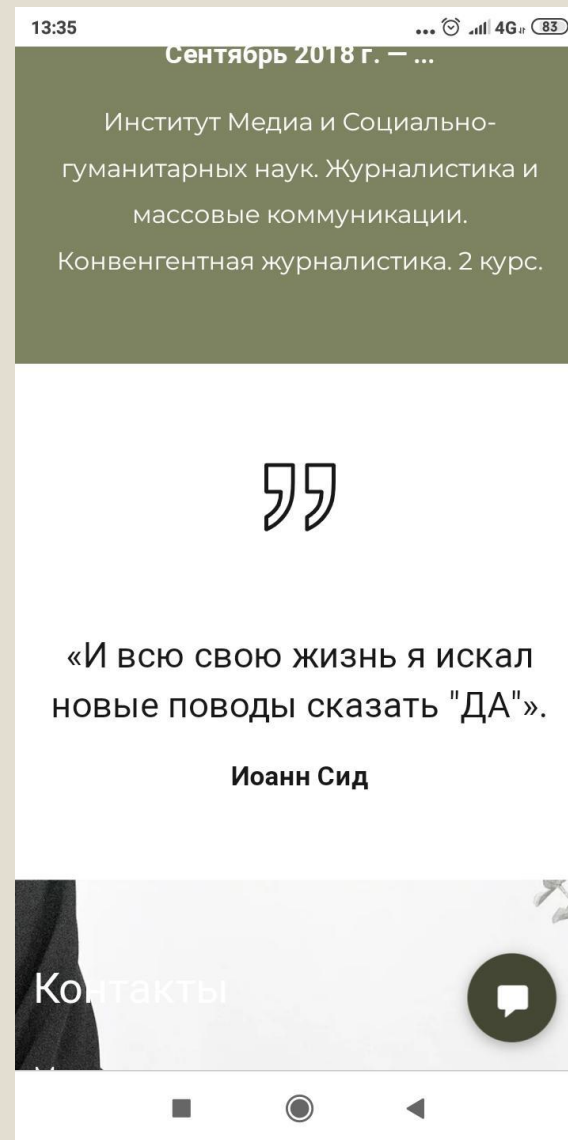 13:35
4G
83
Сентябрь 2018 г. — ...
Институт Медиа и Социально-
гуманитарных наук. Журналистика и
массовые коммуникации.
Конвенгентная журналистика. 2 курс.
«И всю свою жизнь я искал
новые поводы сказать "ДА"».
Иоанн Сид
Контакты